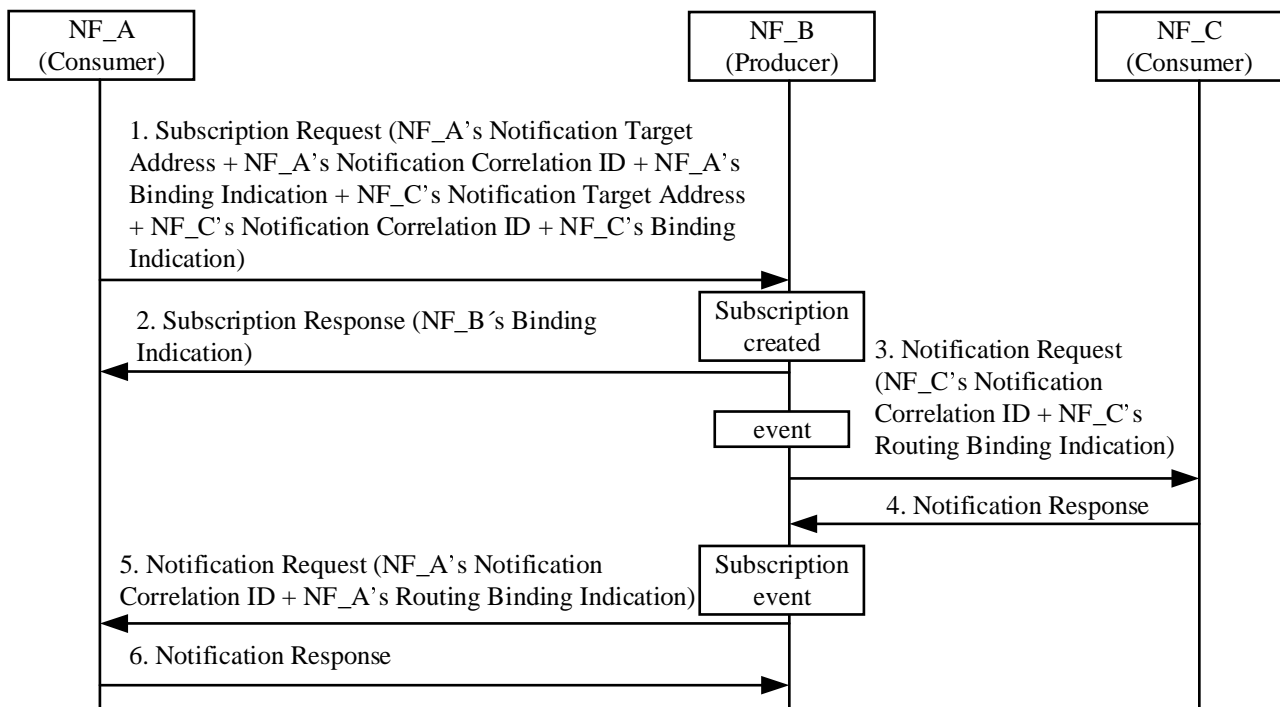 NF_A
(Consumer)
NF_B
(Producer)
NF_C
(Consumer)
1. Subscription Request (NF_A’s Notification Target
Address + NF_A’s Notification Correlation ID + NF_A’s
Binding Indication + NF_C’s Notification Target Address
+ NF_C’s Notification Correlation ID + NF_C’s Binding
Indication)
Subscription
created
2. Subscription Response (NF_B´s Binding
Indication)
3. Notification Request
(NF_C’s Notification
Correlation ID + NF_C’s
Routing Binding Indication)
event
4. Notification Response
Subscription
event
5. Notification Request (NF_A’s Notification
Correlation ID + NF_A’s Routing Binding Indication)
6. Notification Response